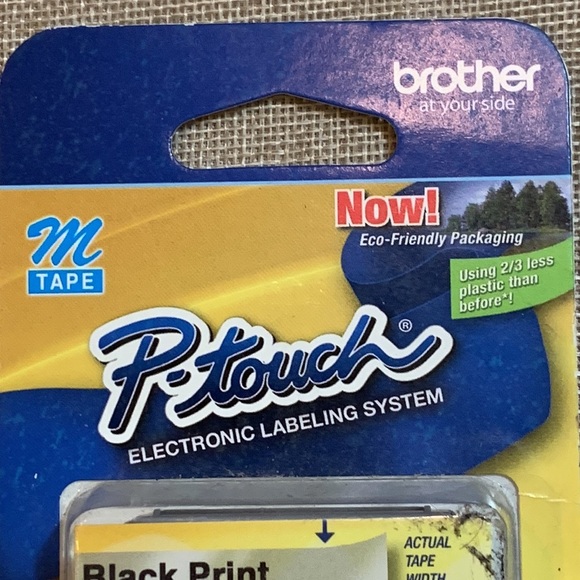 brother
at your side
Now!
Eco-Friendly Packaging
Using 2/3 less
plastic than
before*!
M
TAPE
P-touch®
ELECTRONIC LABELING SYSTEM
Black Print
ACTUAL
TAPE
WIDTH